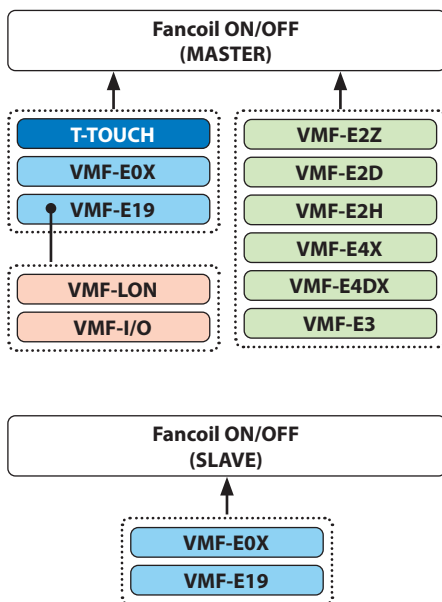 Fancoil ON/OFF
(MASTER)
T-TOUCH
VMF-E0X
VMF-E19
VMF-LON
VMF-I/O
VMF-E2Z
VMF-E2D
VMF-E2H
VMF-E4X
VMF-E4DX
VMF-E3
Fancoil ON/OFF
(SLAVE)
VMF-E0X
VMF-E19